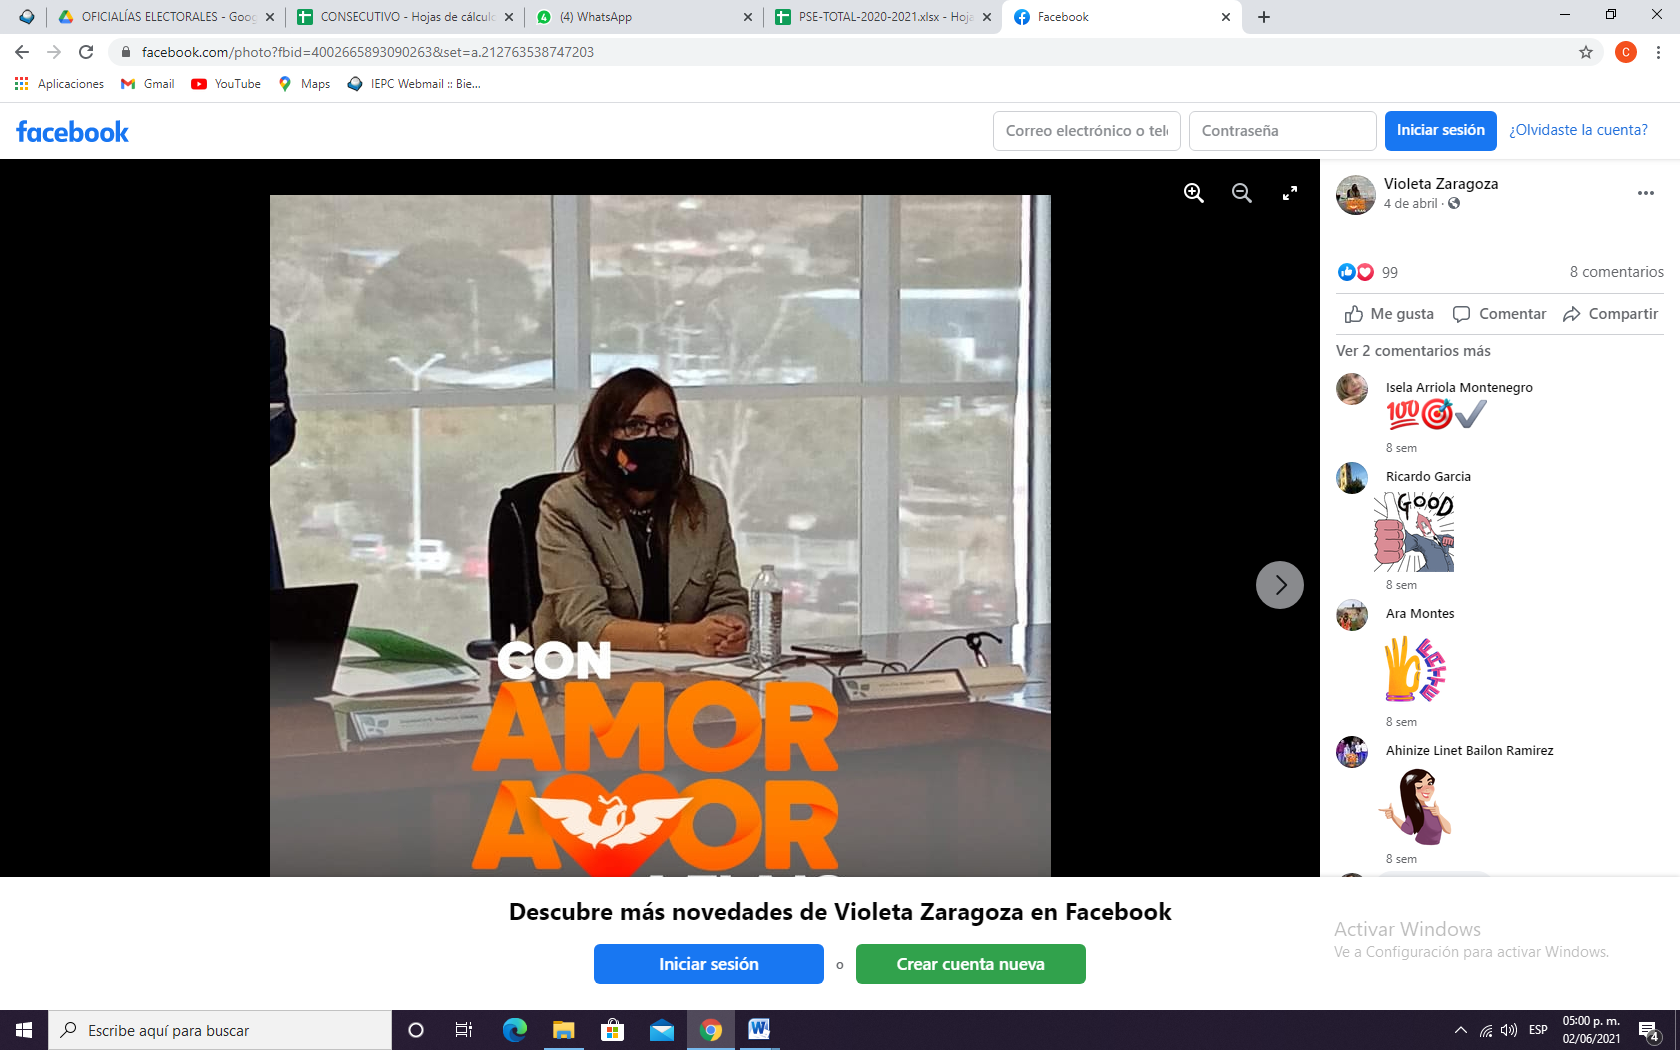 OFICIALÍAS ELECTORALES - Goog
CONSECUTIVO - Hojas de cálculo
(4) WhatsApp
PSE-TOTAL-2020-2021.xlsx - Hoja
Facebook
facebook.com/photo?fbid=4002665893090263&set=a.212763538747203
C
Aplicaciones
Gmail
YouTube
Maps
IEPC Webmail :: Bie...
facebook
Correo electrónico o tel
Contraseña
Iniciar sesión
¿Olvidaste la cuenta?
Violeta Zaragoza
4 de abril ·
99
8 comentarios
Me gusta
Comentar
Compartir
Ver 2 comentarios más
Isela Arriola Montenegro
100
8 sem
Ricardo Garcia
GOOD
8 sem
Ara Montes
8 sem
Ahinize Linet Bailon Ramirez
8 sem
CON
AMOR
AMOR
Descubre más novedades de Violeta Zaragoza en Facebook
Iniciar sesión
o
Crear cuenta nueva
Activar Windows
Ve a Configuración para activar Windows.
Escribe aquí para buscar
ESP
05:00 p. m.
02/06/2021
4